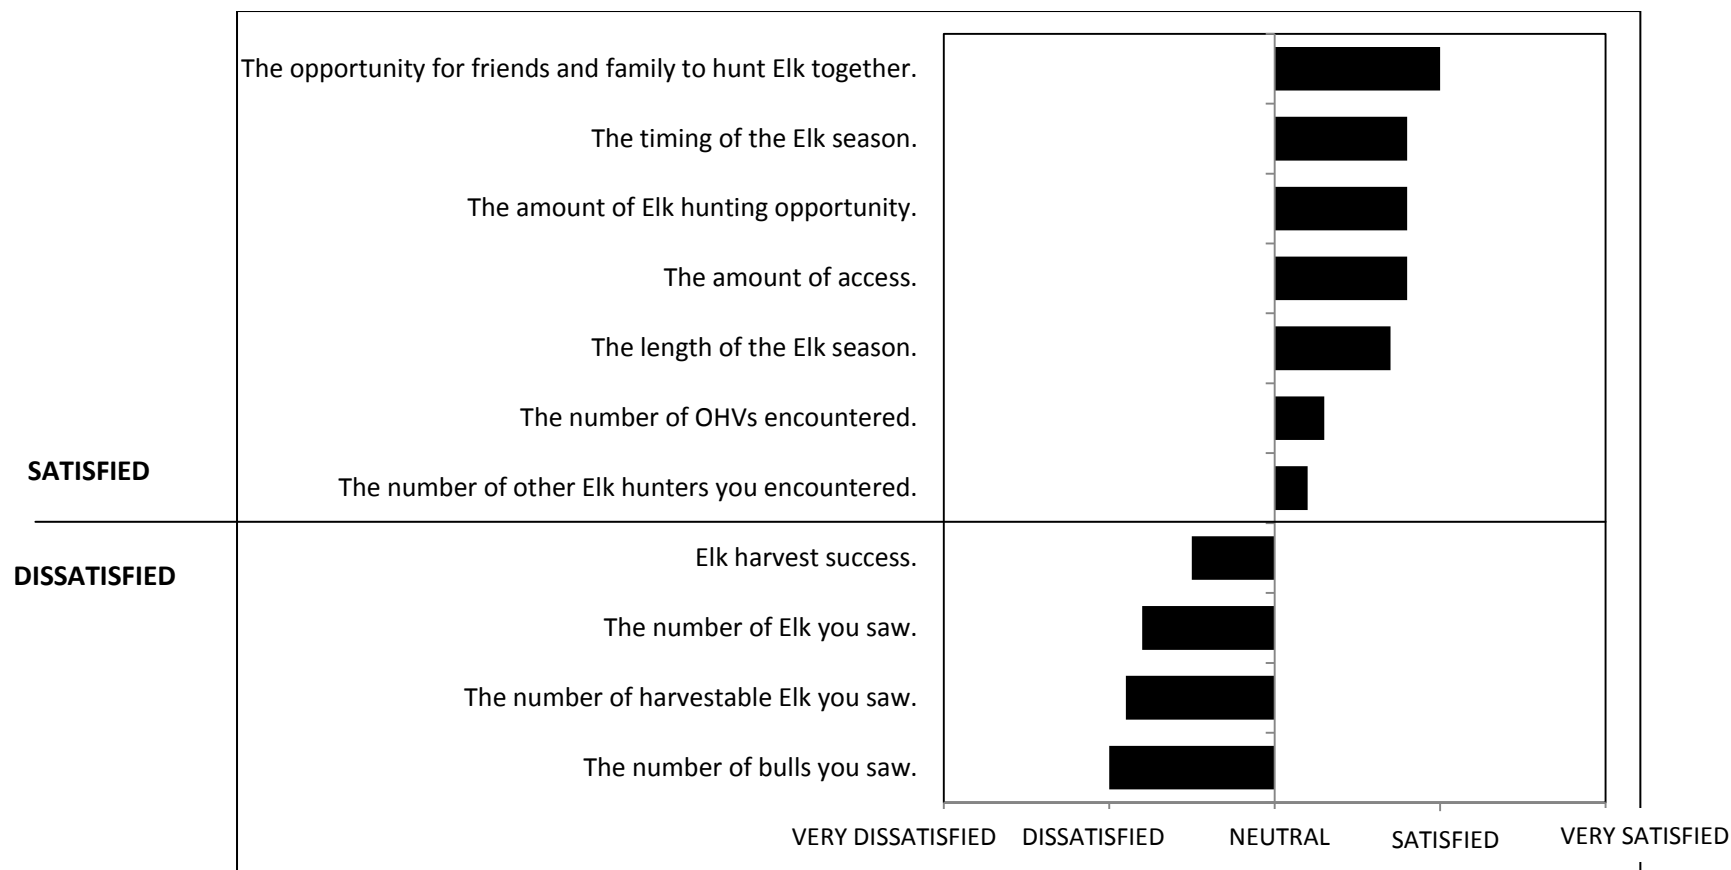 The opportunity for friends and family to hunt Elk together.
The timing of the Elk season.
The amount of Elk hunting opportunity.
The amount of access.
The length of the Elk season.
The number of OHVs encountered.
SATISFIED
The number of other Elk hunters you encountered.
Elk harvest success.
DISSATISFIED
The number of Elk you saw.
The number of harvestable Elk you saw.
The number of bulls you saw.
VERY DISSATISFIED DISSATISFIED NEUTRAL SATISFIED VERY SATISFIED